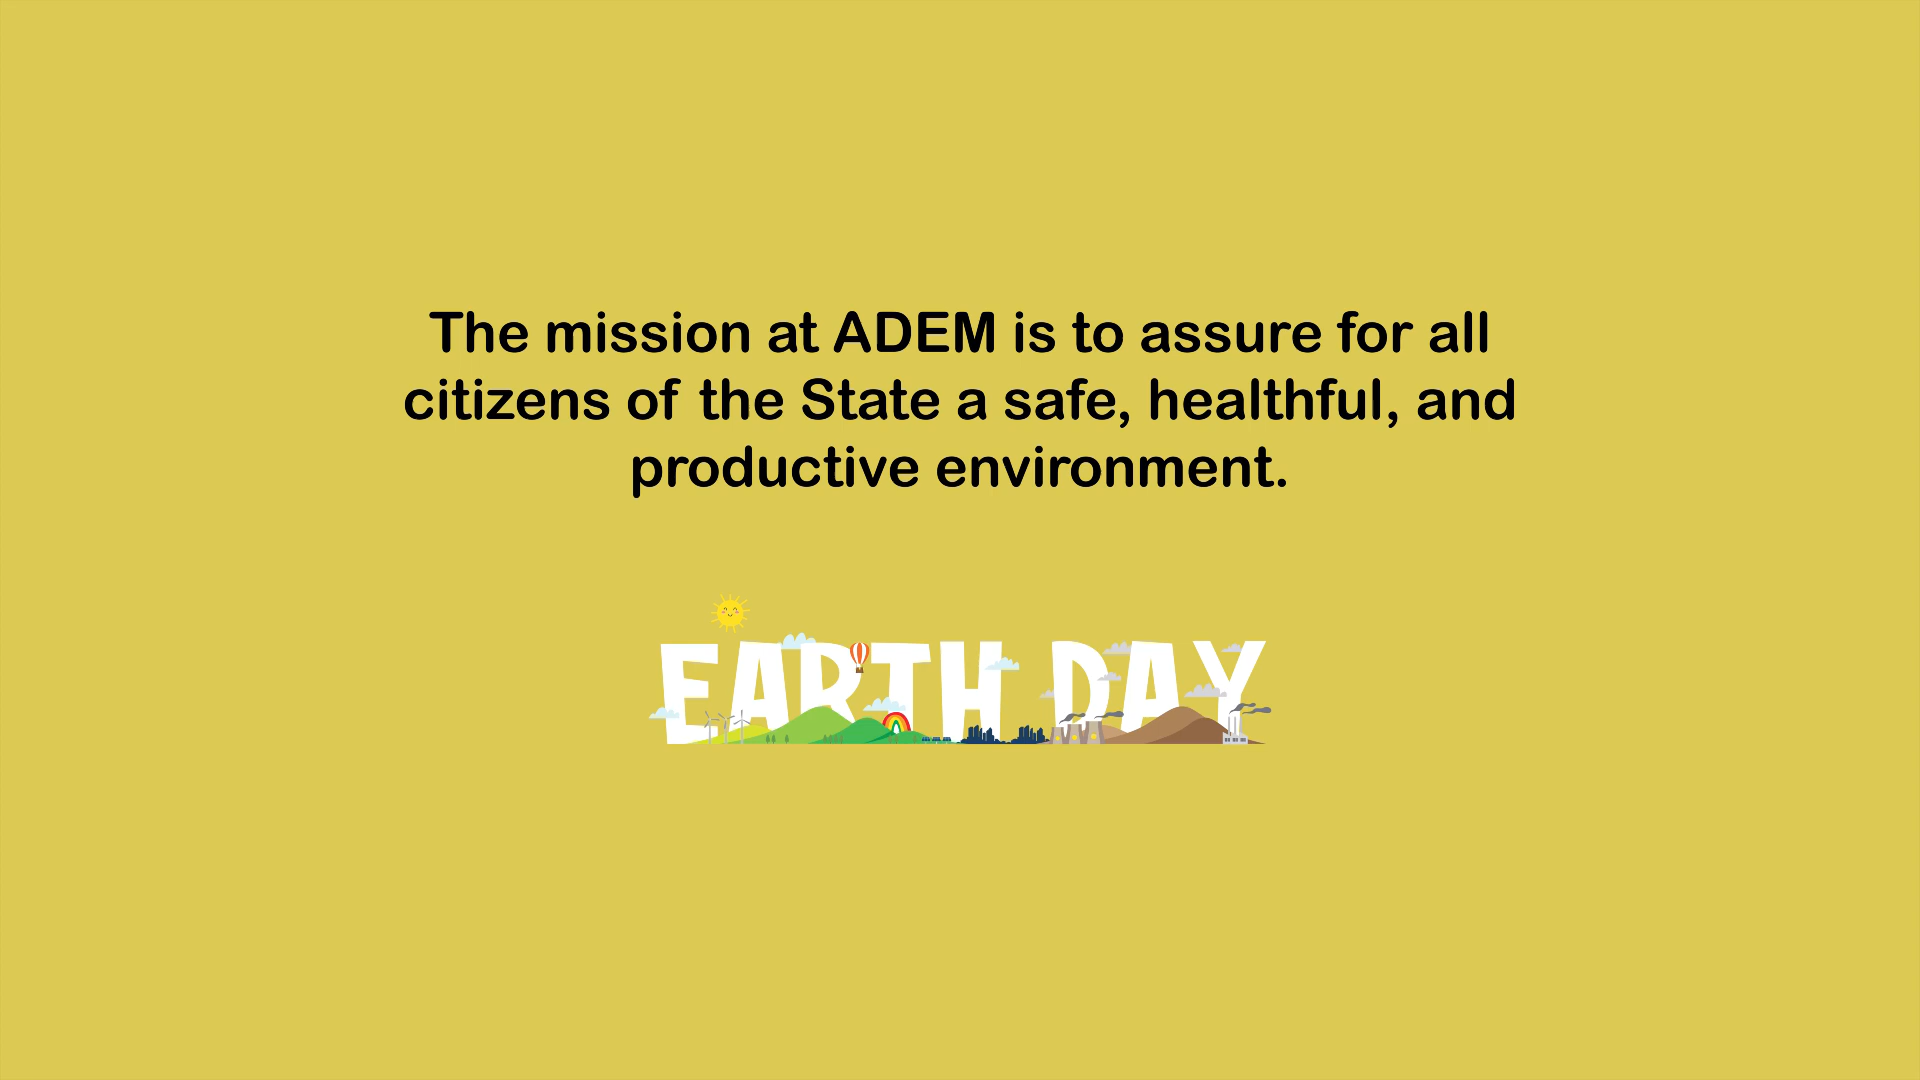 The mission at ADEM is to assure for all
citizens of the State a safe, healthful, and
productive environment.
EARTH DAY